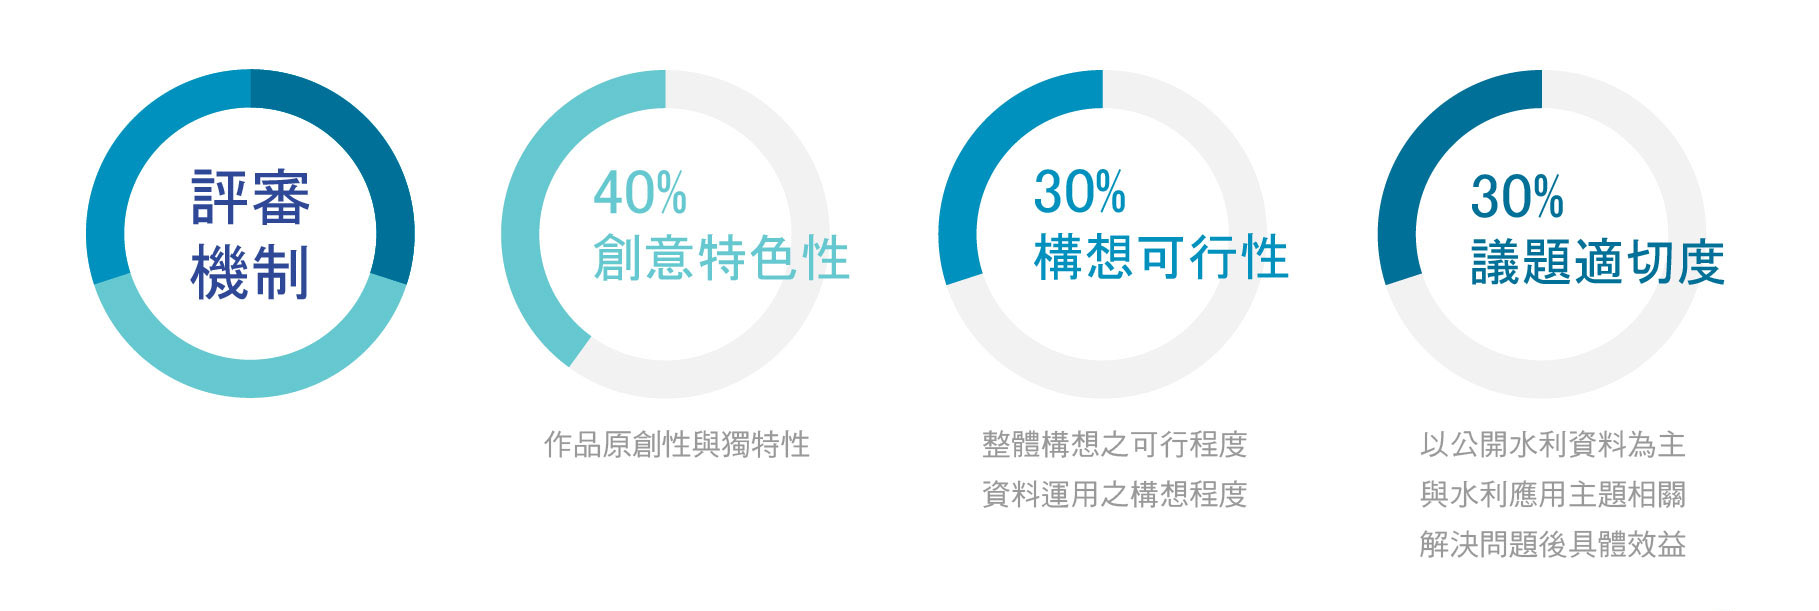 評審
機制
40%
創意特色性
作品原創性與獨特性
30%
構想可行性
整體構想之可行程度
資料運用之構想程度
30%
議題適切度
以公開水利資料為主
與水利應用主題相關
解決問題後具體效益